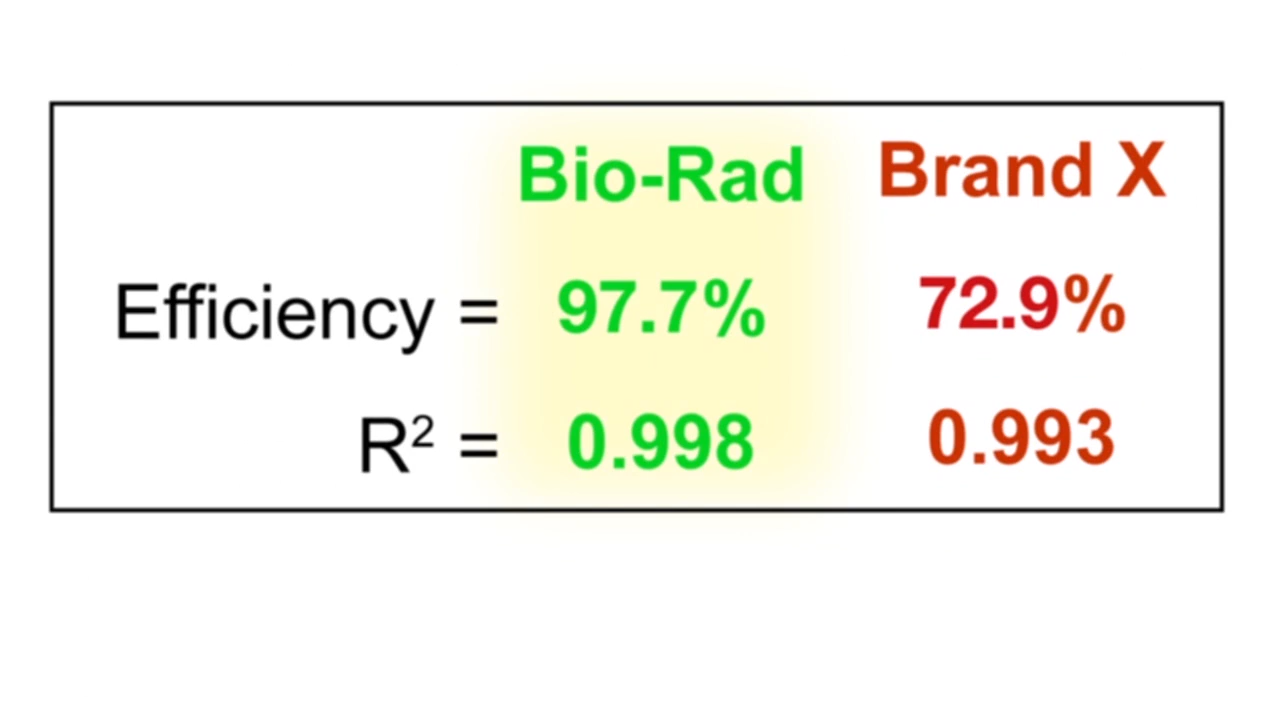 Bio-Rad Brand X
Efficiency = 97.7% 72.9%
R² = 0.998 0.993